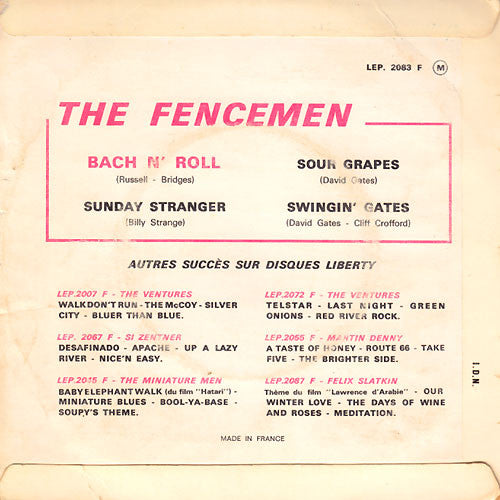 LEP. 2083 F M
THE FENCEMEN
BACH N' ROLL
(Russell - Bridges)
SOUR GRAPES
(David Gates)
SUNDAY STRANGER
(Billy Strange)
SWINGIN' GATES
(David Gates - Cliff Crofford)
AUTRES SUCCÈS SUR DISQUES LIBERTY
LEP.2007 F - THE VENTURES
WALK DON'T RUN - THE McCOY - SILVER
CITY - BLUER THAN BLUE.
LEP. 2067 F - SI ZENTNER
DESAFINADO - APACHE - UP A LAZY
RIVER - NICE'N EASY.
LEP.2015 F - THE MINIATURE MEN
BABY ELEPHANT WALK (du film "Hatari") -
MINIATURE BLUES - BOOL-YA-BASE -
SOUPY'S THEME.
LEP.2072 F - THE VENTURES
TELSTAR - LAST NIGHT - GREEN
ONIONS - RED RIVER ROCK.
LEP.2055 F - MANTIN DENNY
A TASTE OF HONEY - ROUTE 66 - TAKE
FIVE - THE BRIGHTER SIDE.
LEP.2087 F - FELIX SLATKIN
Thème du film "Lawrence d'Arabie" - OUR
WINTER LOVE - THE DAYS OF WINE
AND ROSES - MEDITATION.
I.D.N.
MADE IN FRANCE